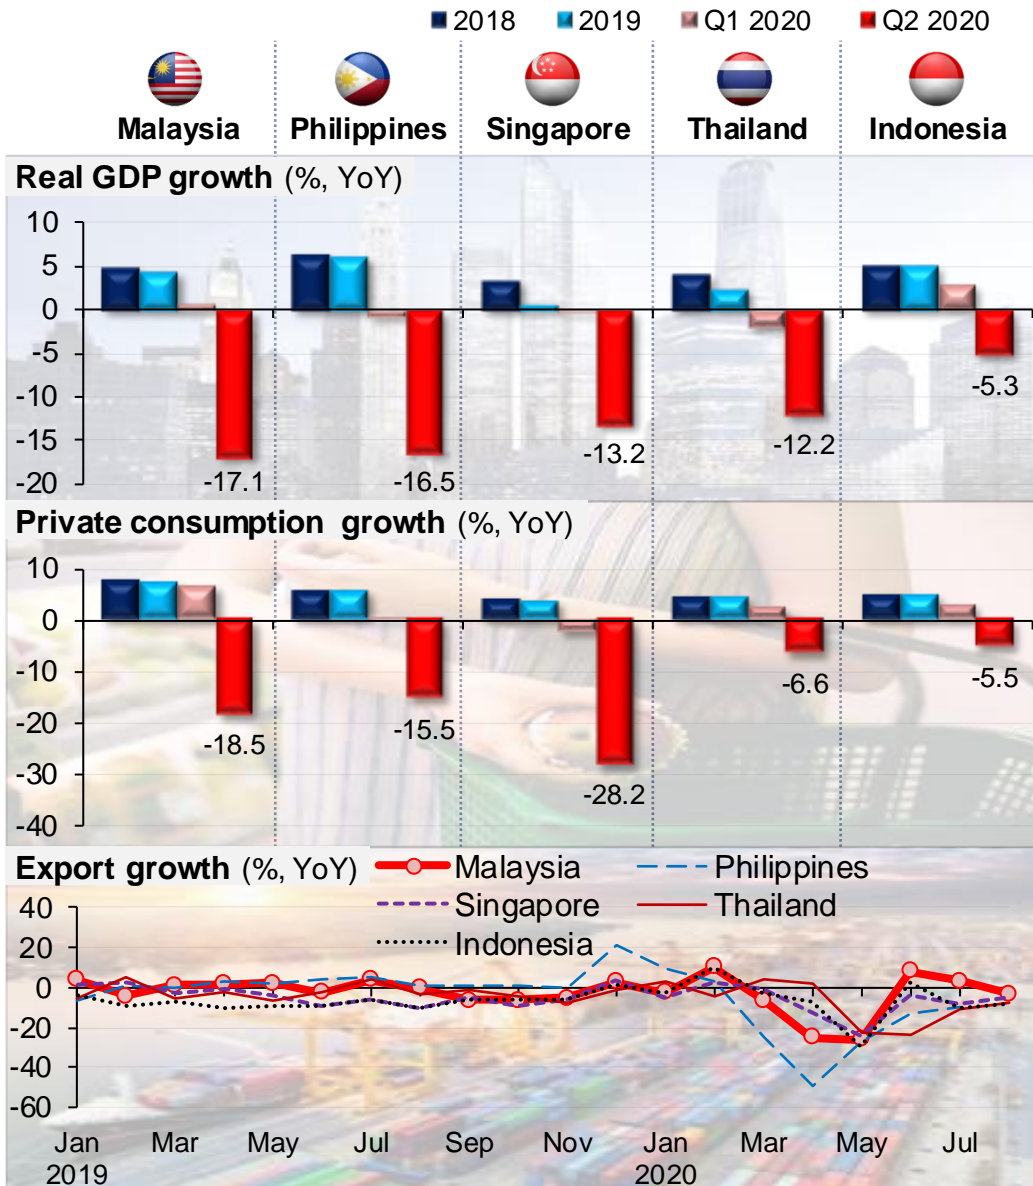 2018 2019 Q1 2020 Q2 2020
Malaysia Philippines Singapore Thailand Indonesia
Real GDP growth (%, YoY)
10
5
0
-5
-10
-15
-20
-17.1 -16.5 -13.2 -12.2 -5.3
Private consumption growth (%, YoY)
10
0
-10
-20
-30
-40
-18.5 -15.5 -28.2 -6.6 -5.5
Export growth (%, YoY)
Malaysia Philippines
Singapore Thailand
Indonesia
40
20
0
-20
-40
-60
Jan Mar May Jul Sep Nov Jan Mar May Jul
2019 2020